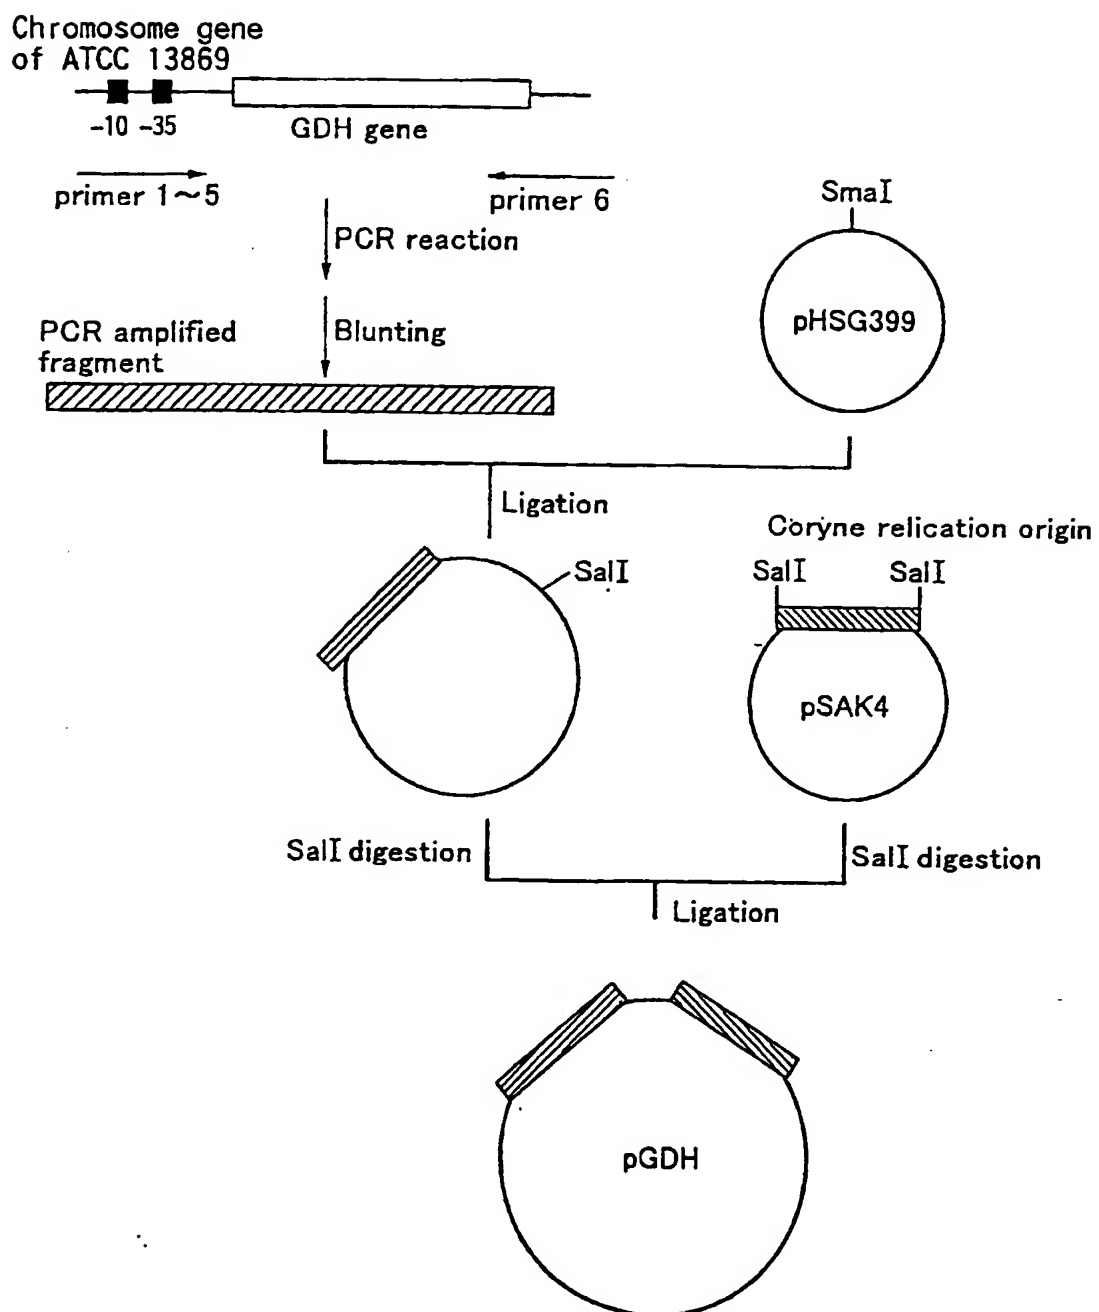 Chromosome gene
of ATCC 13869
-10 -35
GDH gene
primer 1~5
primer 6
PCR reaction
SmaI
pHSG399
PCR amplified
fragment
Blunting
Ligation
Coryne relication origin
SalI
SalI
SalI
pSAK4
SalI digestion
SalI digestion
Ligation
pGDH